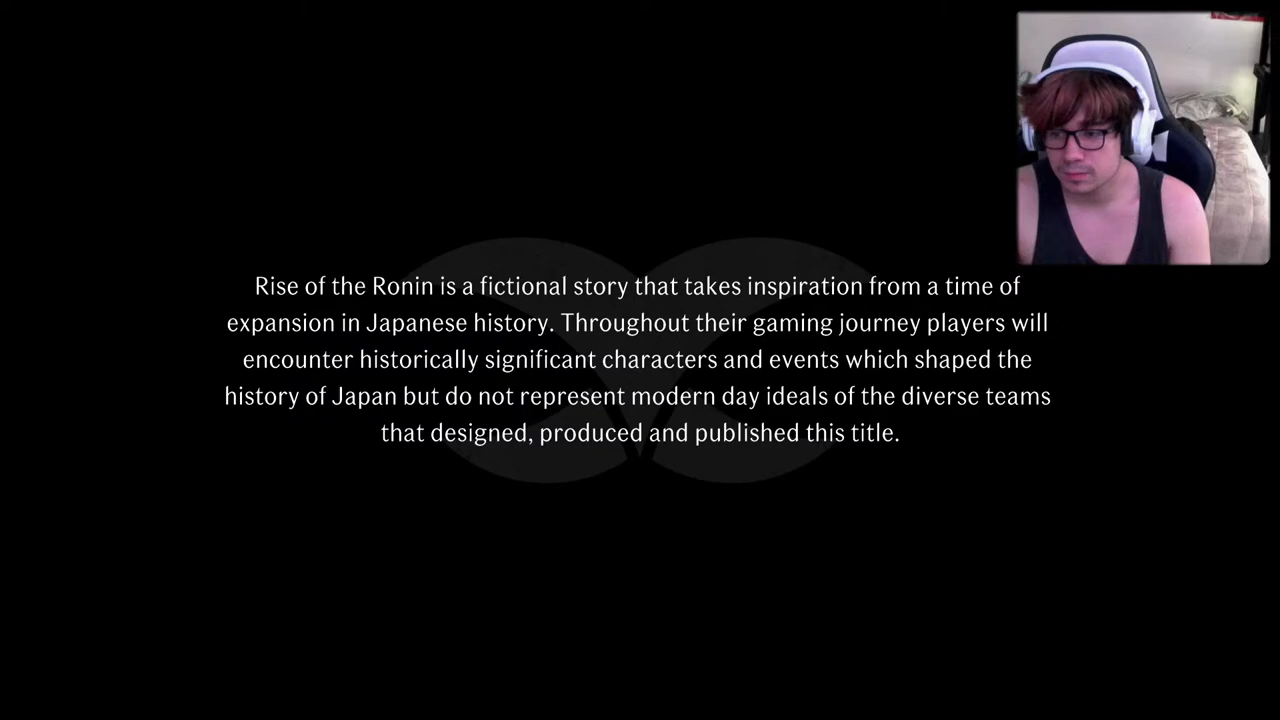 Rise of the Ronin is a fictional story that takes inspiration from a time of
expansion in Japanese history. Throughout their gaming journey players will
encounter historically significant characters and events which shaped the
history of Japan but do not represent modern day ideals of the diverse teams
that designed, produced and published this title.